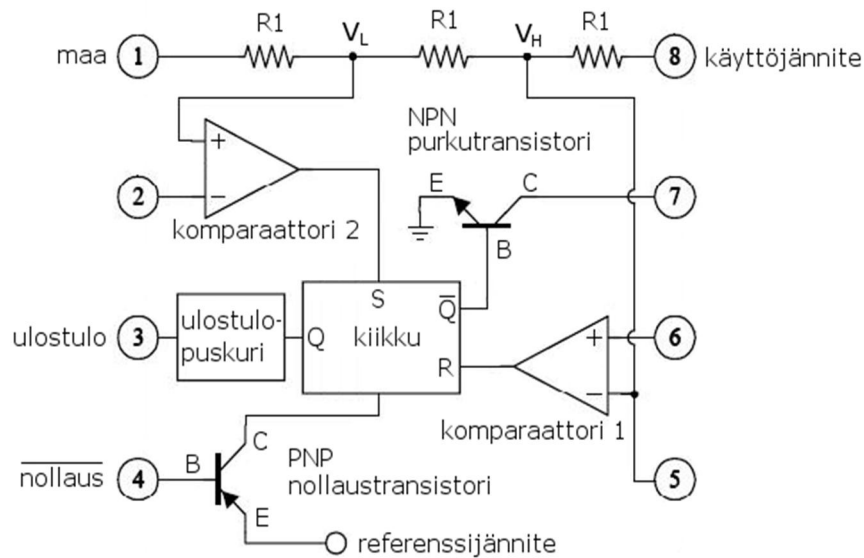 R1
V_L
R1
V_H
R1
maa
1
8
käyttöjännite
+
−
2
komparaattori 2
NPN
purkutransistori
E
C
B
7
S
Q̅
ulostulo
3
ulostulo-
puskuri
Q
kiikku
R
+
−
6
komparaattori 1
5
n̅o̅l̅l̅a̅u̅s̅
4
B
C
E
PNP
nollaustransistori
referenssijännite